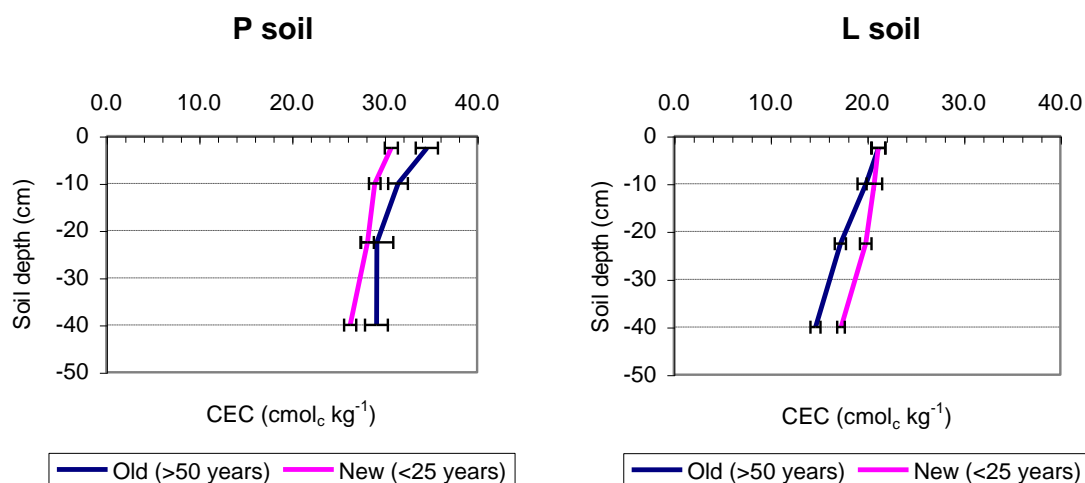 P soil
0.0 10.0 20.0 30.0 40.0
0
-10
-20
-30
-40
-50
Soil depth (cm)
CEC (cmolc kg-1)
Old (>50 years) New (<25 years)
L soil
0.0 10.0 20.0 30.0 40.0
0
-10
-20
-30
-40
-50
Soil depth (cm)
CEC (cmolc kg-1)
Old (>50 years) New (<25 years)